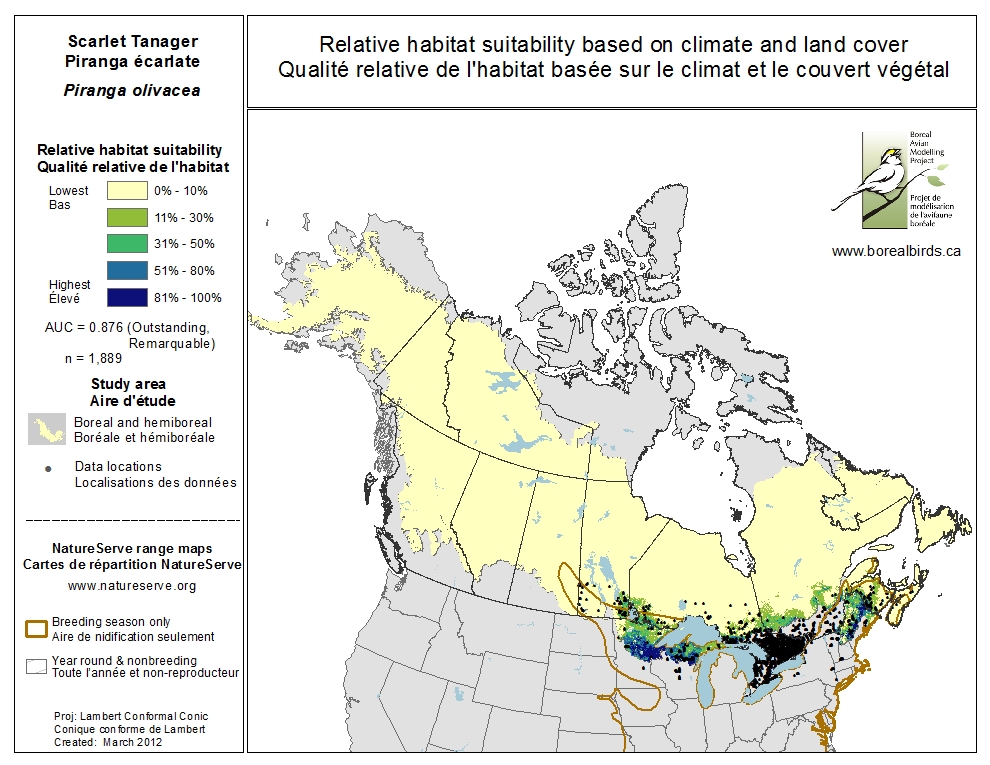 Scarlet Tanager
Piranga écarlate
Piranga olivacea
Relative habitat suitability
Qualité relative de l'habitat
Lowest
Bas
0% - 10%
11% - 30%
31% - 50%
51% - 80%
Highest
Élevé
81% - 100%
AUC = 0.876 (Outstanding,
Remarquable)
n = 1,889
Study area
Aire d'étude
Boreal and hemiboreal
Boréale et hémiboréale
Data locations
Localisations des données
NatureServe range maps
Cartes de répartition NatureServe
www.natureserve.org
Breeding season only
Aire de nidification seulement
Year round & nonbreeding
Toute l'année et non-reproducteur
Proj: Lambert Conformal Conic
Conique conforme de Lambert
Created: March 2012
Relative habitat suitability based on climate and land cover
Qualité relative de l'habitat basée sur le climat et le couvert végétal
Boreal
Avian
Modelling
Project
Projet de
modélisation
de l'avifaune
boréale
www.borealbirds.ca